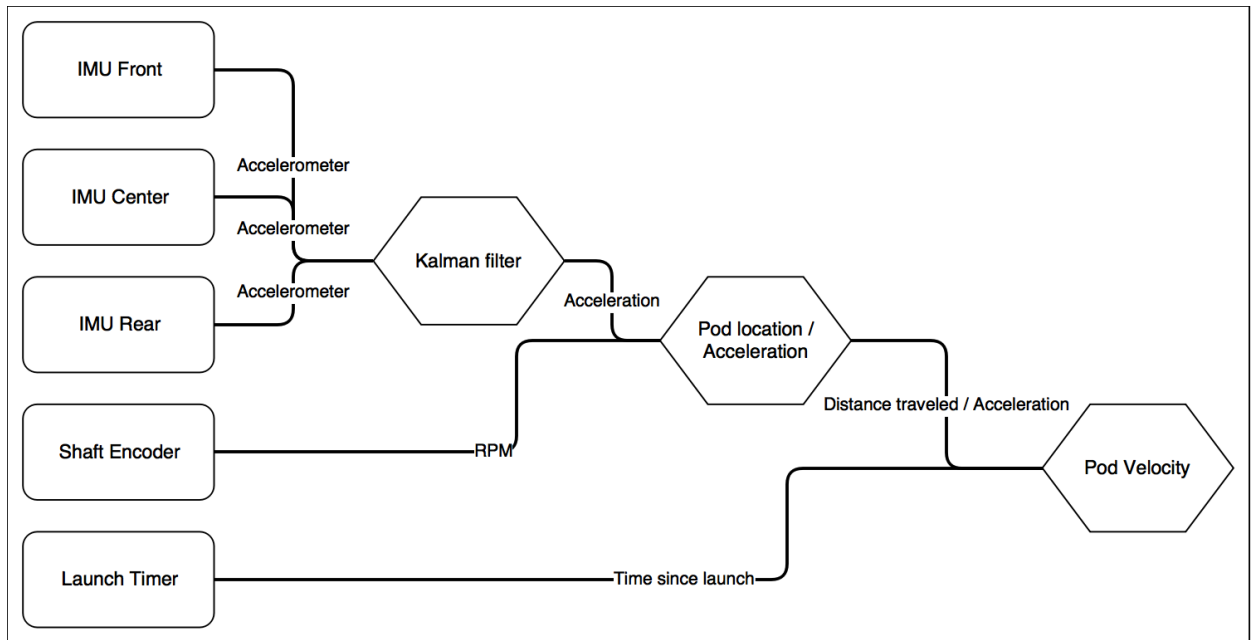 IMU Front
Accelerometer
IMU Center
Accelerometer
Kalman filter
Accelerometer
Acceleration
IMU Rear
Pod location /
Acceleration
Distance traveled / Acceleration
Shaft Encoder
RPM
Pod Velocity
Launch Timer
Time since launch